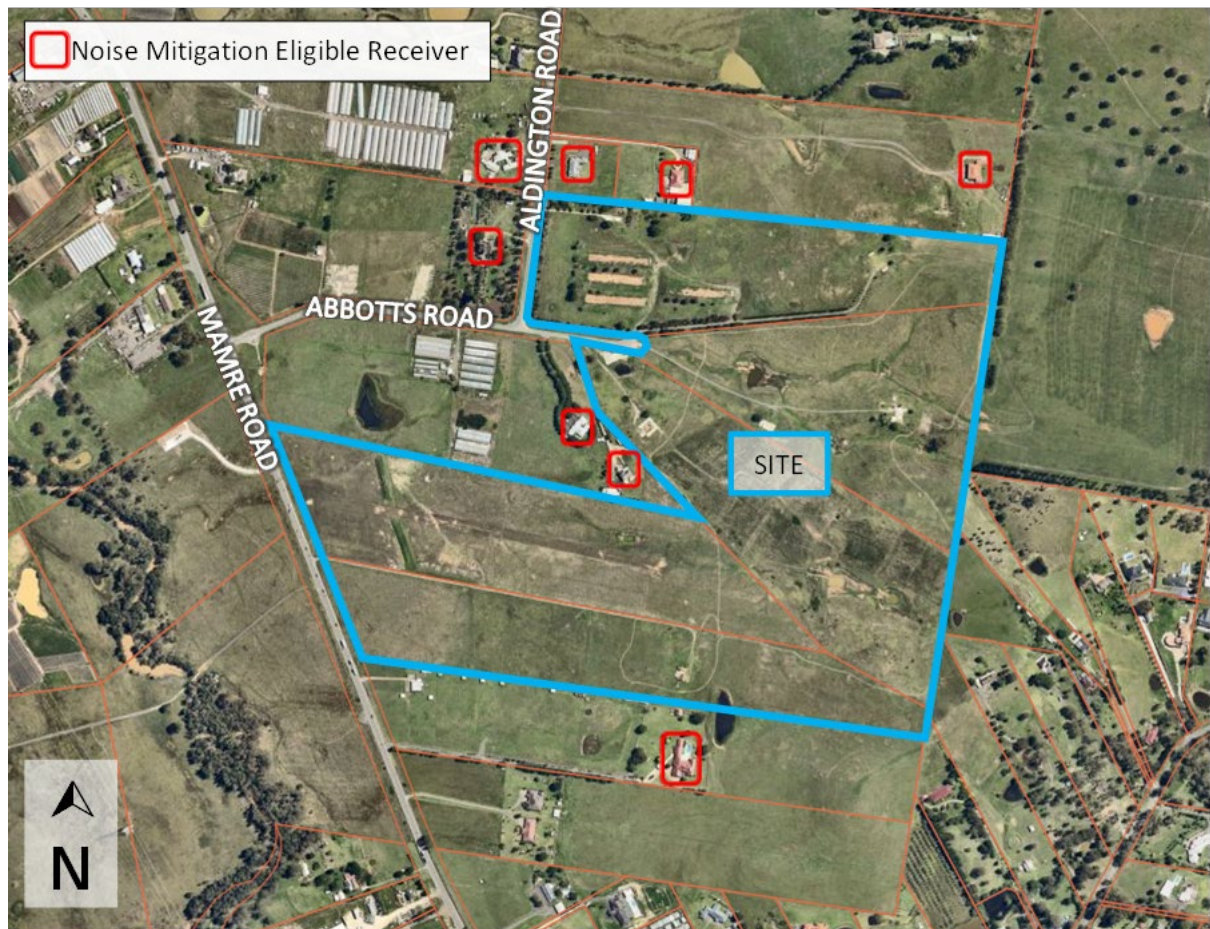 Noise Mitigation Eligible Receiver
ALDINGTON ROAD
ABBOTTS ROAD
MAMRE ROAD
SITE
N